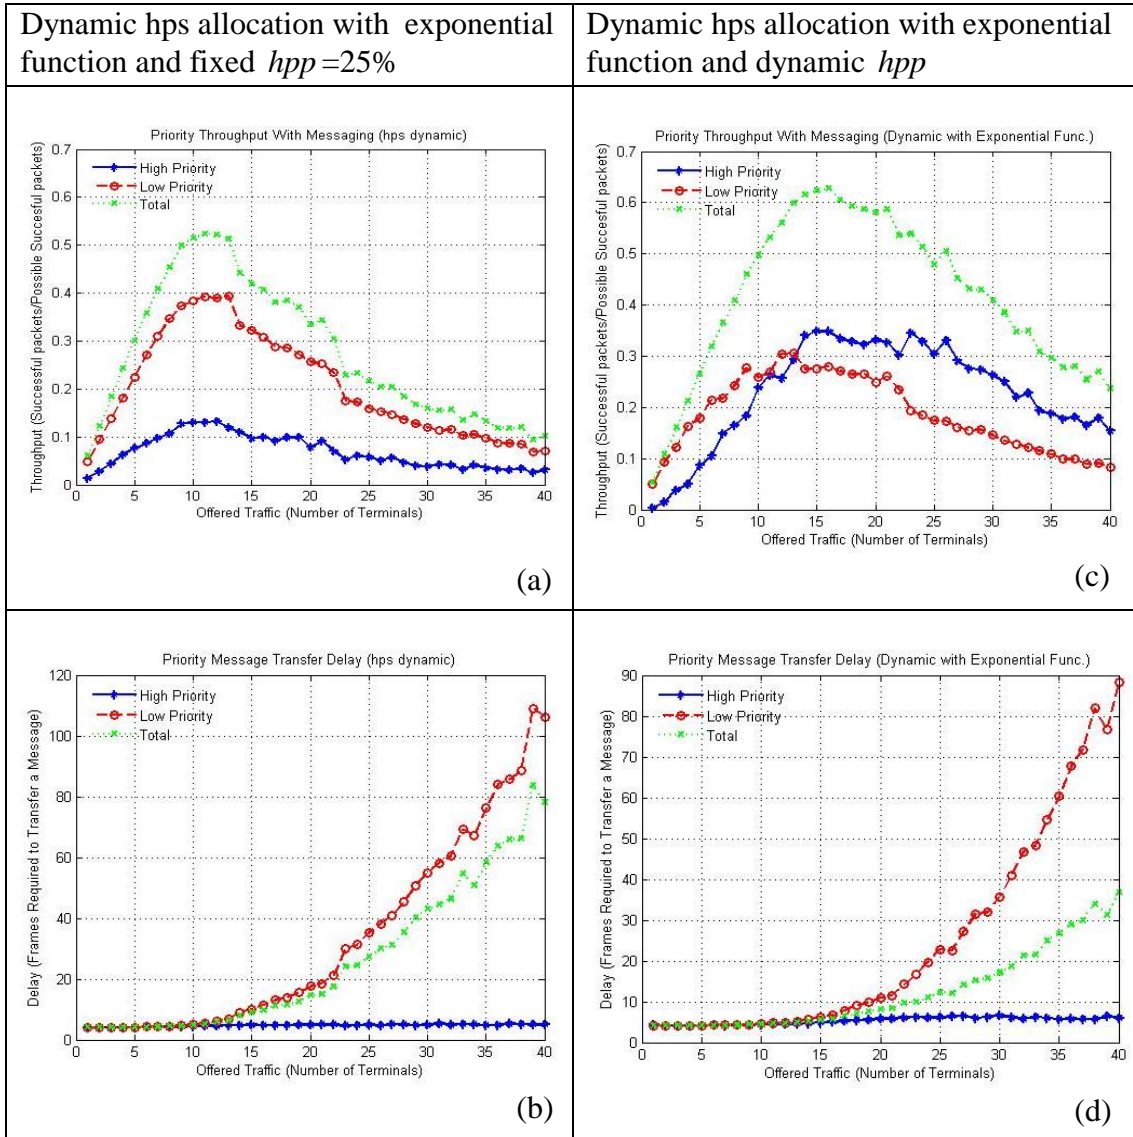 Dynamic hps allocation with exponential
function and fixed hpp =25%
Dynamic hps allocation with exponential
function and dynamic hpp
Priority Throughput With Messaging (hps dynamic)
Throughput (Successful packets/Possible Succesful packets)
0.7
0.6
0.5
0.4
0.3
0.2
0.1
0
High Priority
Low Priority
Total
0 5 10 15 20 25 30 35 40
Offered Traffic (Number of Terminals)
(a)
Priority Throughput With Messaging (Dynamic with Exponential Func.)
Throughput (Successful packets/Possible Succesful packets)
0.7
0.6
0.5
0.4
0.3
0.2
0.1
0
High Priority
Low Priority
Total
0 5 10 15 20 25 30 35 40
Offered Traffic (Number of Terminals)
(c)
Priority Message Transfer Delay (hps dynamic)
Delay (Frames Required to Transfer a Message)
120
100
80
60
40
20
0
High Priority
Low Priority
Total
0 5 10 15 20 25 30 35 40
Offered Traffic (Number of Terminals)
(b)
Priority Message Transfer Delay (Dynamic with Exponential Func.)
Delay (Frames Required to Transfer a Message)
90
80
70
60
50
40
30
20
10
0
High Priority
Low Priority
Total
0 5 10 15 20 25 30 35 40
Offered Traffic (Number of Terminals)
(d)